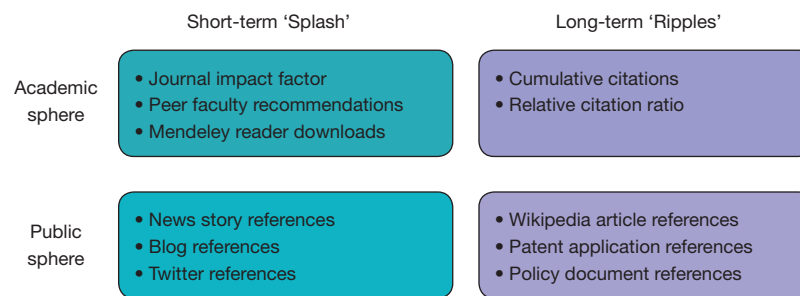 Short-term ‘Splash’
Long-term ‘Ripples’
Academic
sphere
• Journal impact factor
• Peer faculty recommendations
• Mendeley reader downloads
• Cumulative citations
• Relative citation ratio
Public
sphere
• News story references
• Blog references
• Twitter references
• Wikipedia article references
• Patent application references
• Policy document references